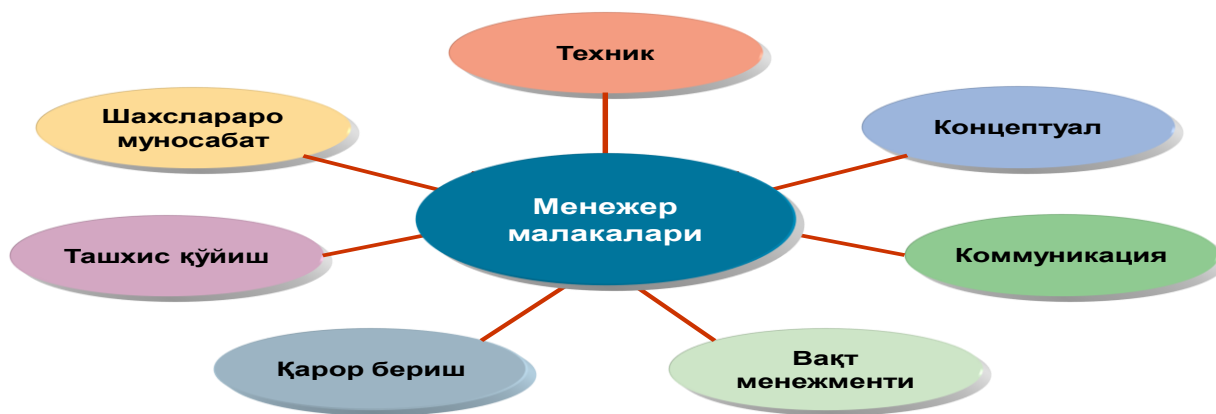 Техник
Шахслараро
муносабат
Концептуал
Менежер
малакалари
Ташхис қўйиш
Коммуникация
Қарор бериш
Вақт
менежменти